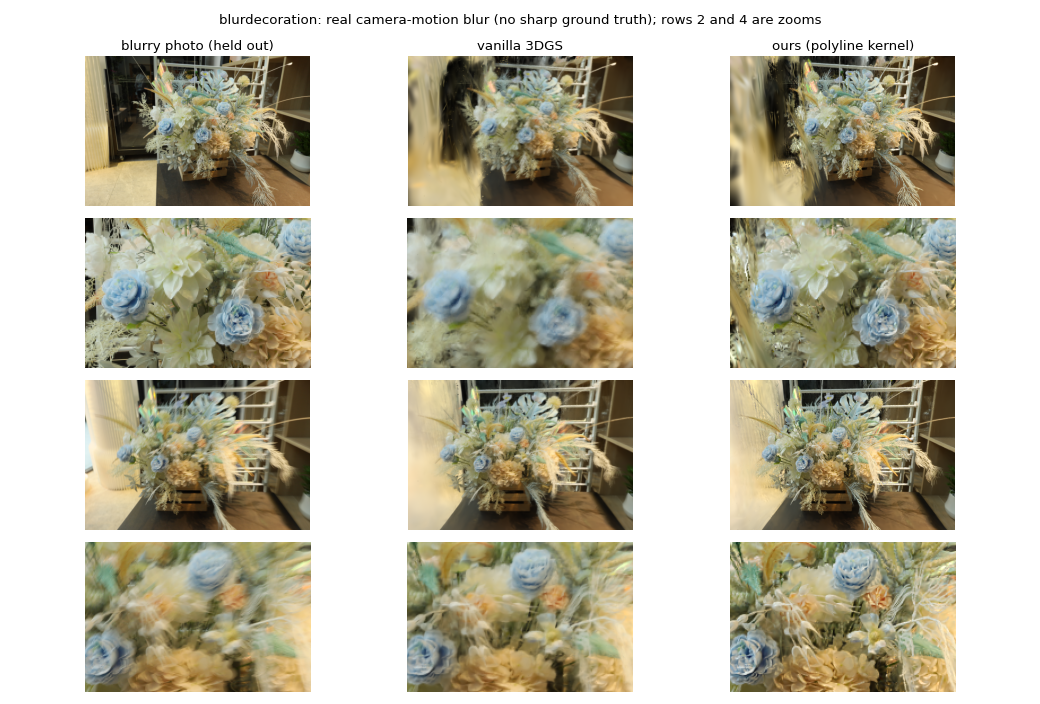 blurdecoration: real camera-motion blur (no sharp ground truth); rows 2 and 4 are zooms
blurry photo (held out)
vanilla 3DGS
ours (polyline kernel)